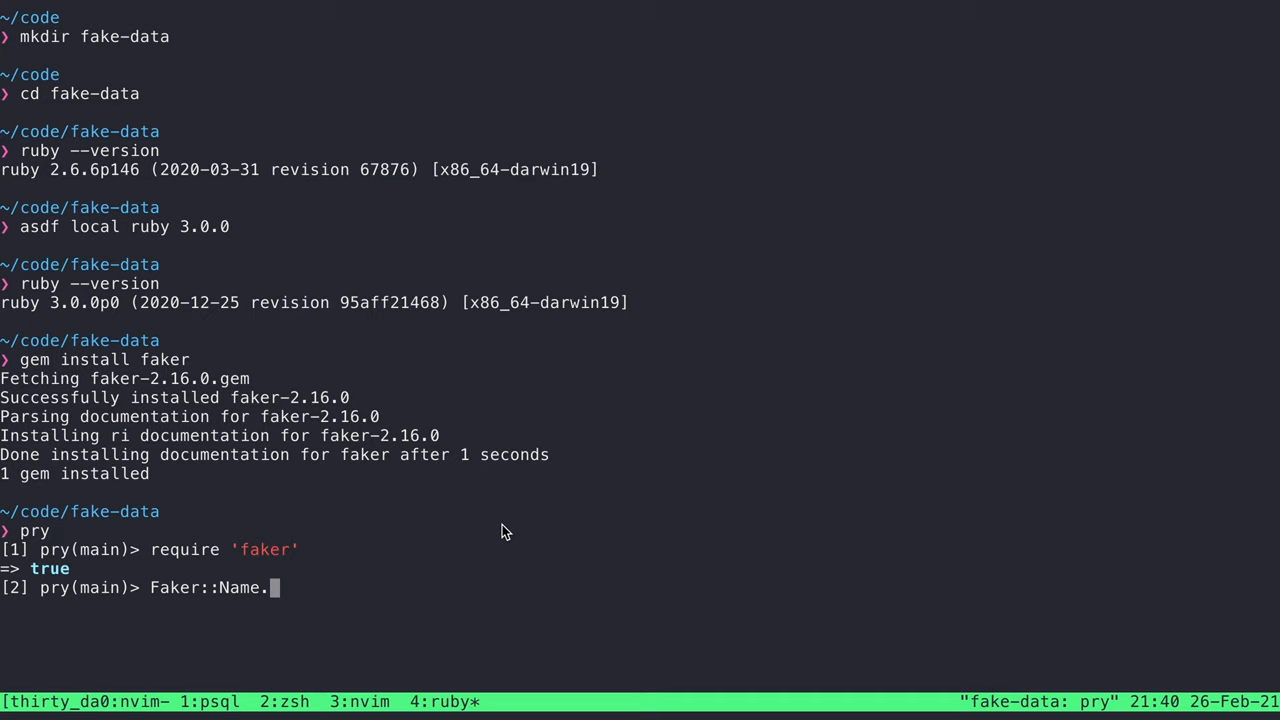 ~/code
❯ mkdir fake-data
~/code
❯ cd fake-data
~/code/fake-data
❯ ruby --version
ruby 2.6.6p146 (2020-03-31 revision 67876) [x86_64-darwin19]
~/code/fake-data
❯ asdf local ruby 3.0.0
~/code/fake-data
❯ ruby --version
ruby 3.0.0p0 (2020-12-25 revision 95aff21468) [x86_64-darwin19]
~/code/fake-data
❯ gem install faker
Fetching faker-2.16.0.gem
Successfully installed faker-2.16.0
Parsing documentation for faker-2.16.0
Installing ri documentation for faker-2.16.0
Done installing documentation for faker after 1 seconds
1 gem installed
~/code/fake-data
❯ pry
[1] pry(main)> require 'faker'
=> true
[2] pry(main)> Faker::Name.
[thirty_da0:nvim- 1:psql  2:zsh  3:nvim  4:ruby* "fake-data: pry" 21:40 26-Feb-21